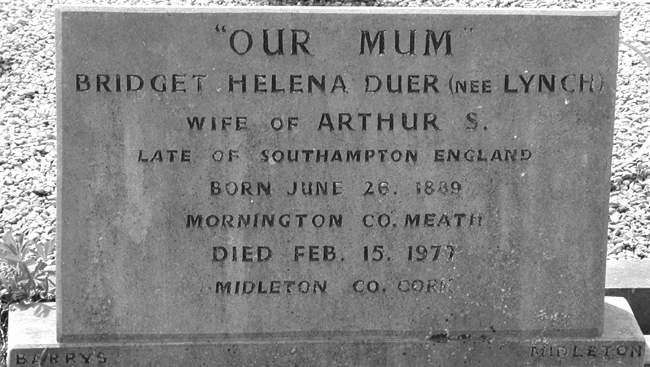 "OUR MUM"
BRIDGET HELENA DUER (NEE LYNCH)
WIFE OF ARTHUR S.
LATE OF SOUTHAMPTON ENGLAND
BORN JUNE 26. 1889
MORNINGTON CO. MEATH
DIED FEB. 15. 1977
MIDLETON CO. CORK
BARRYS MIDLETON